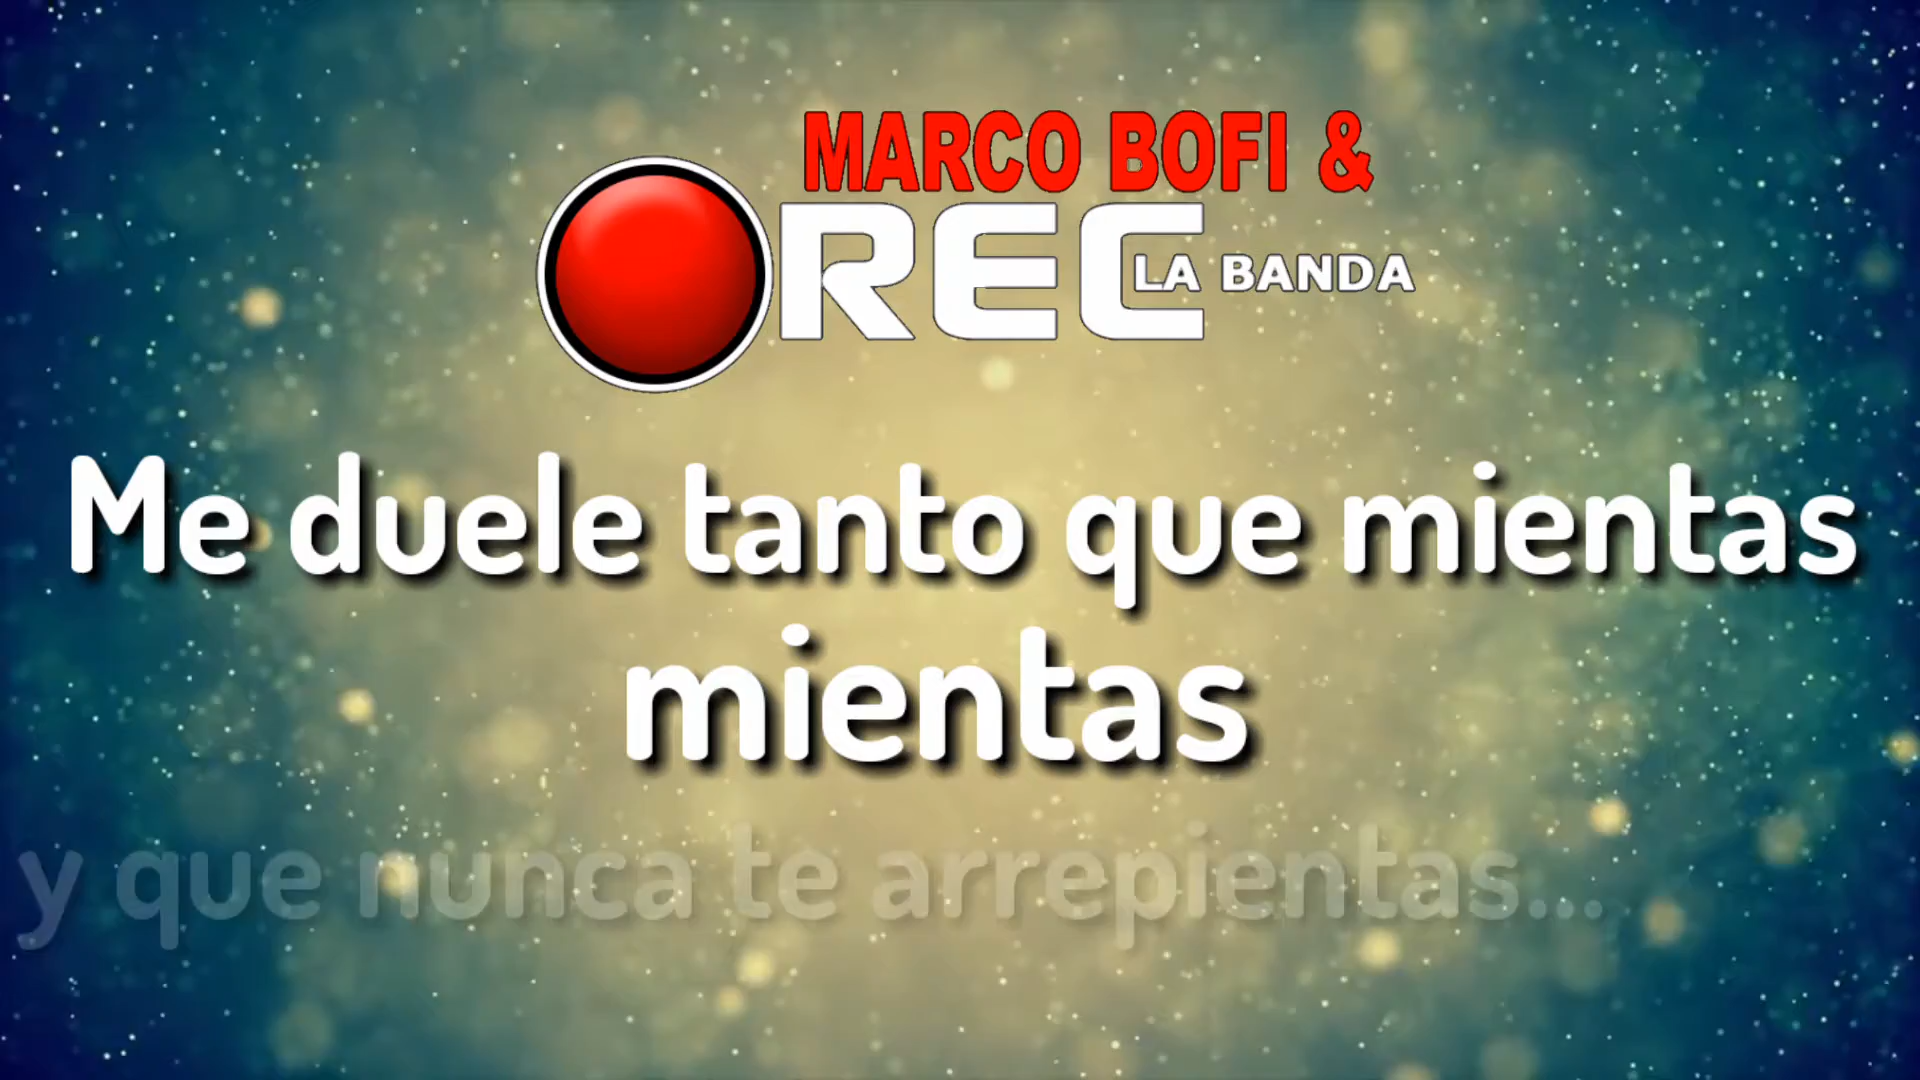 MARCO BOFI &
REC LA BANDA
Me duele tanto que mientas
mientas
y que nunca te arrepientas...